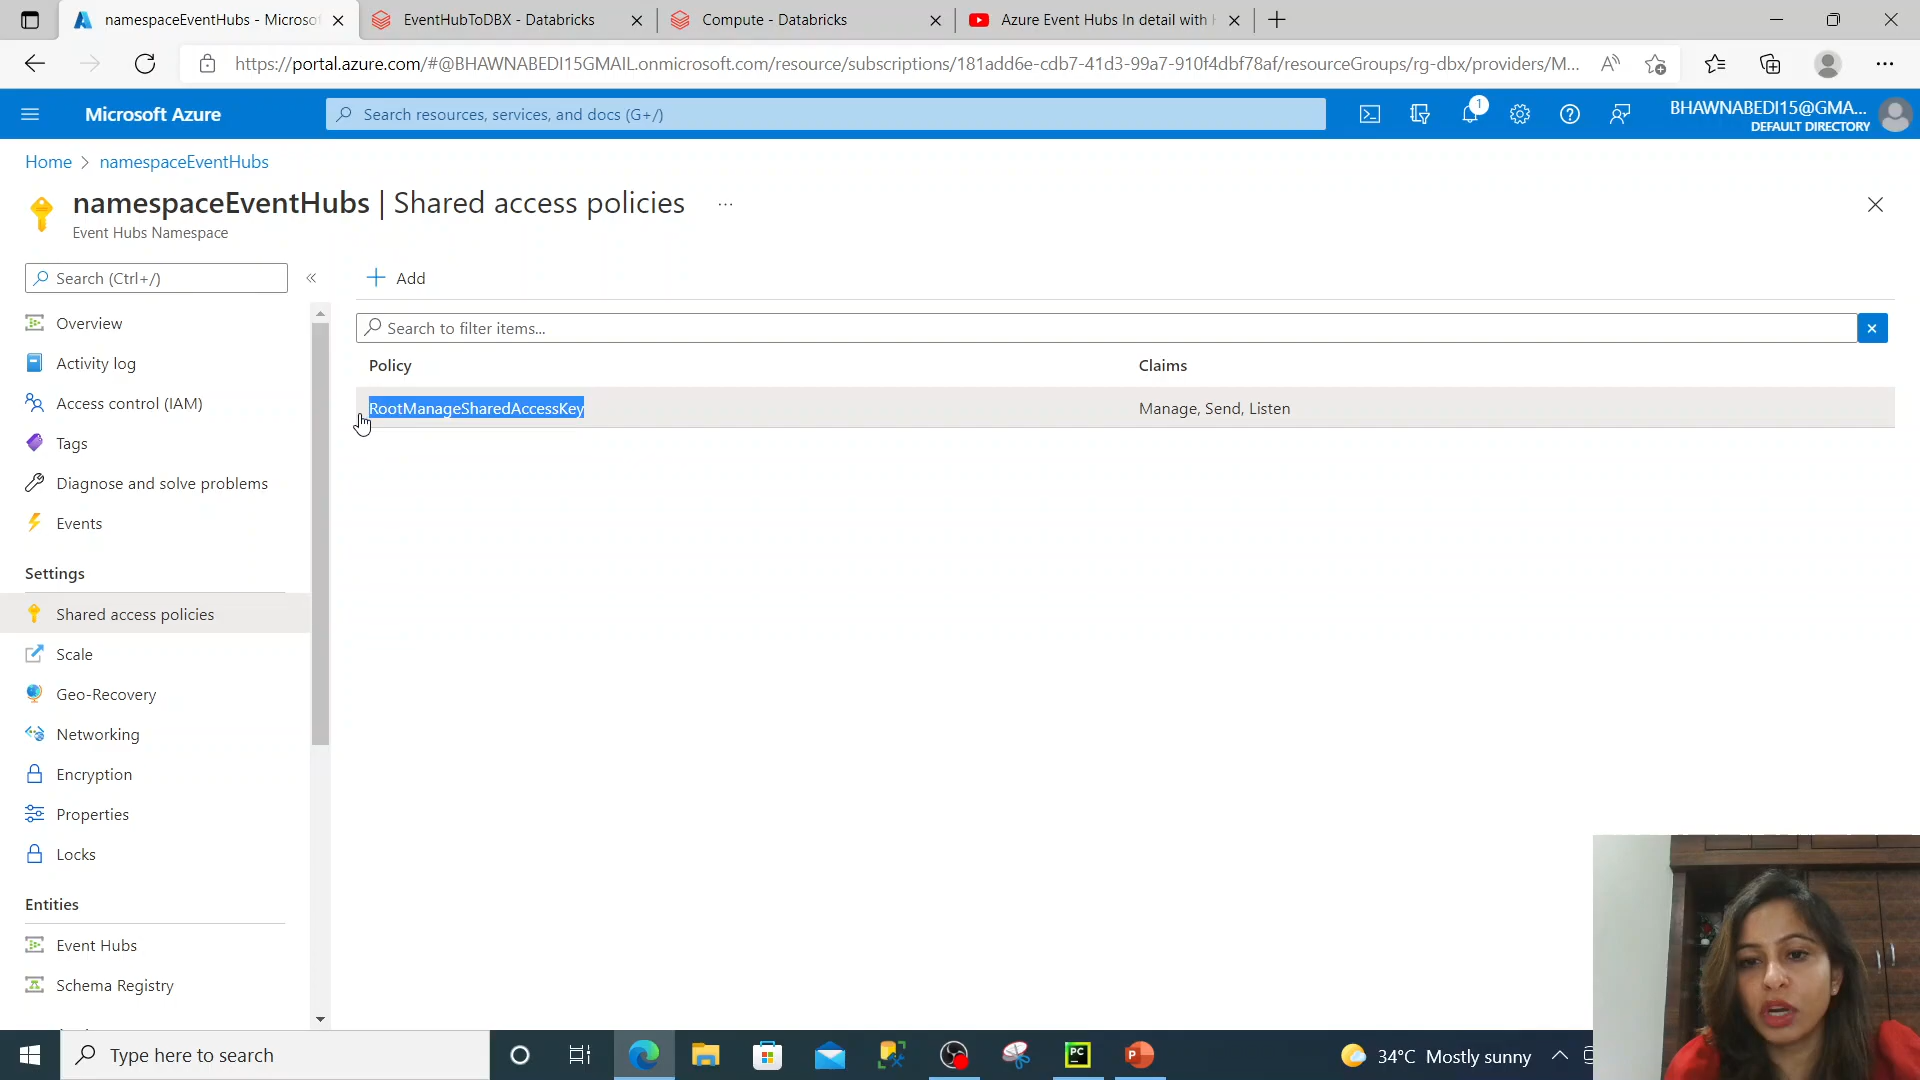 namespaceEventHubs - Microsof
EventHubToDBX - Databricks
Compute - Databricks
Azure Event Hubs In detail with
https://portal.azure.com/#@BHAWNABEDI15GMAIL.onmicrosoft.com/resource/subscriptions/181add6e-cdb7-41d3-99a7-910f4dbf78af/resourceGroups/rg-dbx/providers/M...
Microsoft Azure
Search resources, services, and docs (G+/)
1
BHAWNABEDI15@GMA...
DEFAULT DIRECTORY
Home > namespaceEventHubs
namespaceEventHubs | Shared access policies ...
Event Hubs Namespace
Search (Ctrl+/)
«
+ Add
Search to filter items...
Policy
Claims
RootManageSharedAccessKey
Manage, Send, Listen
Overview
Activity log
Access control (IAM)
Tags
Diagnose and solve problems
Events
Settings
Shared access policies
Scale
Geo-Recovery
Networking
Encryption
Properties
Locks
Entities
Event Hubs
Schema Registry
Type here to search
PC
P
34°C Mostly sunny